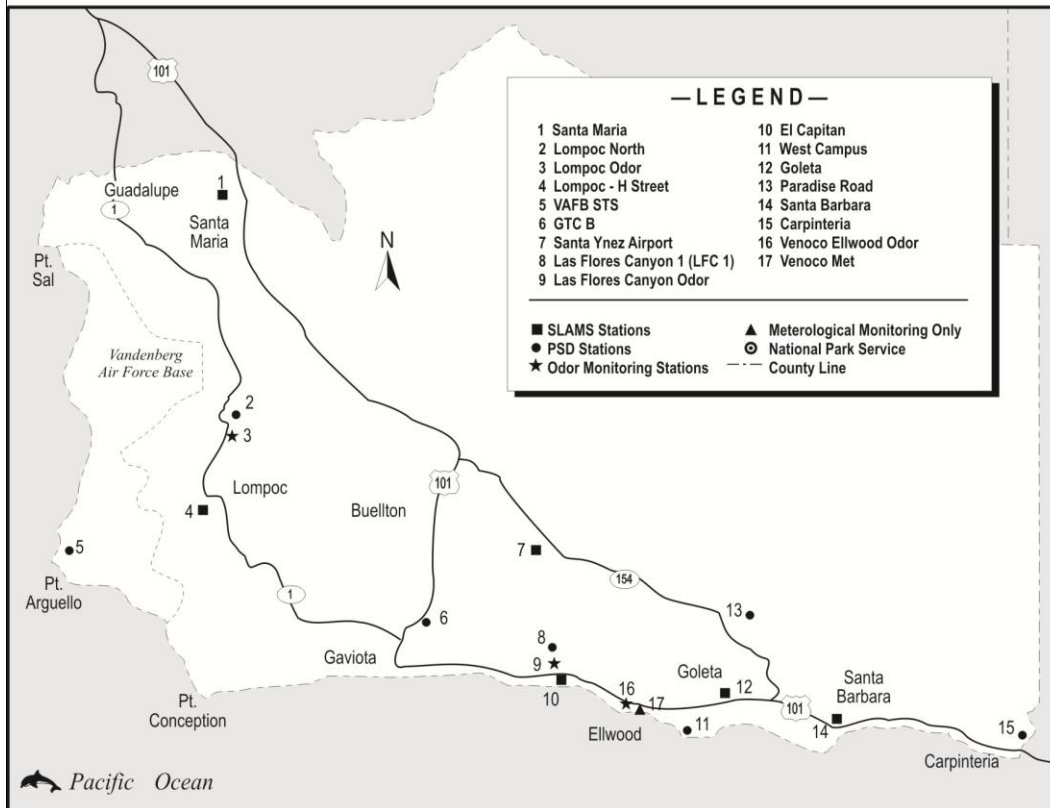 101
—LEGEND—
1 Santa Maria
2 Lompoc North
3 Lompoc Odor
4 Lompoc - H Street
5 VAFB STS
6 GTC B
7 Santa Ynez Airport
8 Las Flores Canyon 1 (LFC 1)
9 Las Flores Canyon Odor
10 El Capitan
11 West Campus
12 Goleta
13 Paradise Road
14 Santa Barbara
15 Carpinteria
16 Venoco Ellwood Odor
17 Venoco Met
SLAMS Stations
PSD Stations
Odor Monitoring Stations
Meterological Monitoring Only
National Park Service
County Line
Guadalupe
1
1
Santa
Maria
N
Pt.
Sal
Vandenberg
Air Force Base
2
3
101
Lompoc
Buellton
4
5
7
Pt.
Arguello
154
1
6
13
8
Gaviota
9
10
Goleta
12
Santa
Barbara
16
17
Pt.
Conception
101
Ellwood
11
14
15
Carpinteria
Pacific Ocean